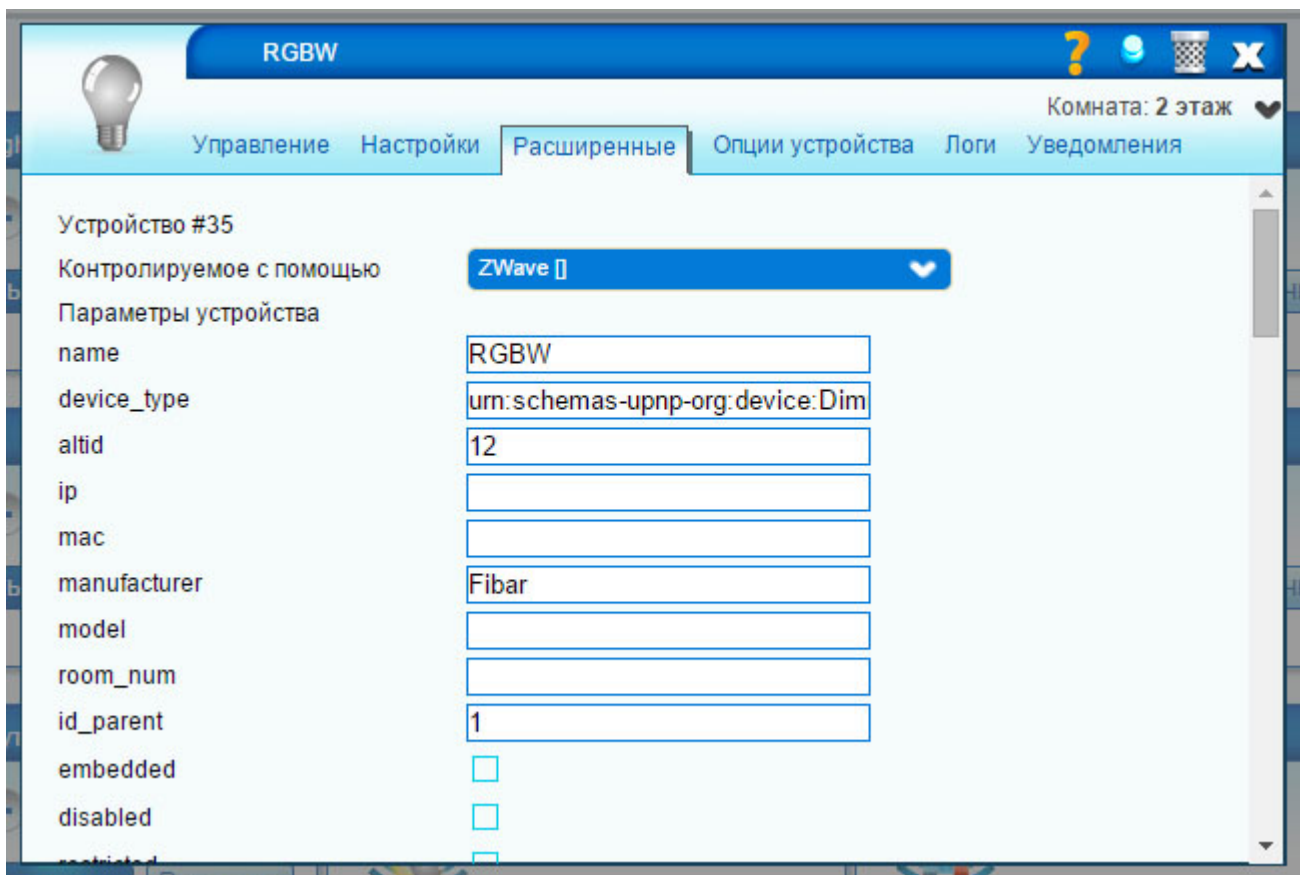 RGBW
Комната: 2 этаж
Управление Настройки Расширенные Опции устройства Логи Уведомления
Устройство #35
Контролируемое с помощью ZWave []
Параметры устройства
name RGBW
device_type urn:schemas-upnp-org:device:Dim
altid 12
ip
mac
manufacturer Fibar
model
room_num
id_parent 1
embedded
disabled